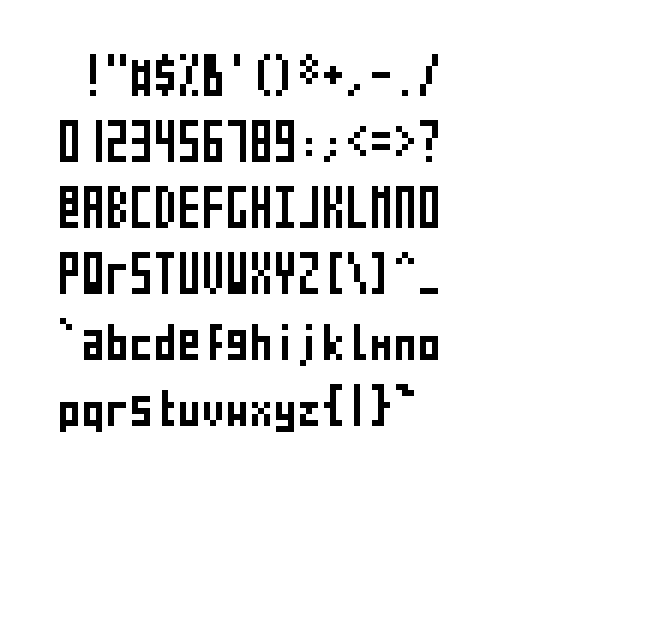 !"#$%&'()*+,-./
0123456789:;<=>?
@ABCDEFGHIJKLMNO
PQrSTUVWXYZ[\]^_
`abcdefghijklmno
pqrstuvwxyz{|}~